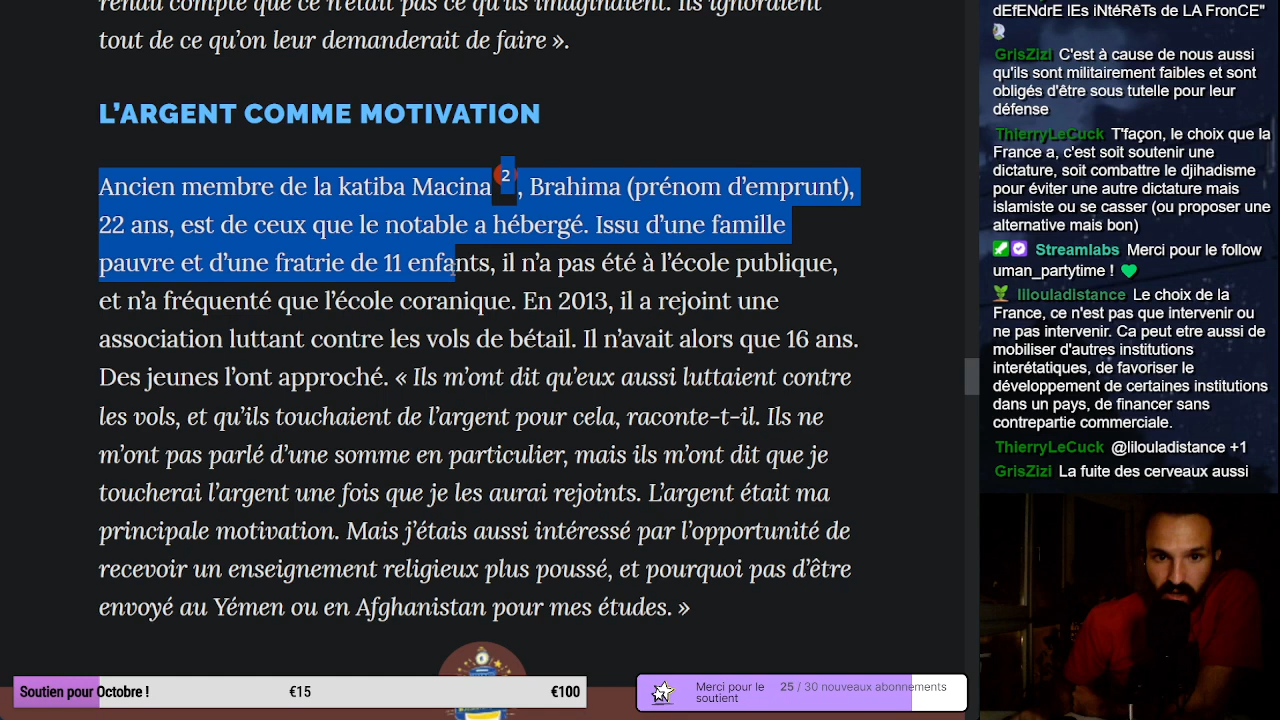 rendu compte que ce n'était pas ce qu'ils imaginaient. Ils ignoraient
tout de ce qu'on leur demanderait de faire ».
L'ARGENT COMME MOTIVATION
Ancien membre de la katiba Macina 2, Brahima (prénom d'emprunt),
22 ans, est de ceux que le notable a hébergé. Issu d'une famille
pauvre et d'une fratrie de 11 enfants, il n'a pas été à l'école publique,
et n'a fréquenté que l'école coranique. En 2013, il a rejoint une
association luttant contre les vols de bétail. Il n'avait alors que 16 ans.
Des jeunes l'ont approché. « Ils m'ont dit qu'eux aussi luttaient contre
les vols, et qu'ils touchaient de l'argent pour cela, raconte-t-il. Ils ne
m'ont pas parlé d'une somme en particulier, mais ils m'ont dit que je
toucherai l'argent une fois que je les aurai rejoints. L'argent était ma
principale motivation. Mais j'étais aussi intéressé par l'opportunité de
recevoir un enseignement religieux plus poussé, et pourquoi pas d'être
envoyé au Yémen ou en Afghanistan pour mes études. »
dEfENdrE lEs iNtéRêTs de LA FronCE"
GrisZizi C'est à cause de nous aussi
qu'ils sont militairement faibles et sont
obligés d'être sous tutelle pour leur
défense
ThierryLeCuck T'façon, le choix que la
France a, c'est soit soutenir une
dictature, soit combattre le djihadisme
pour éviter une autre dictature mais
islamiste ou se casser (ou proposer une
alternative mais bon)
Streamlabs Merci pour le follow
uman_partytime !
lilouladistance Le choix de la
France, ce n'est pas que intervenir ou
ne pas intervenir. Ca peut etre aussi de
mobiliser d'autres institutions
interétatiques, de favoriser le
développement de certaines institutions
dans un pays, de financer sans
contrepartie commerciale.
ThierryLeCuck @lilouladistance +1
GrisZizi La fuite des cerveaux aussi
Soutien pour Octobre ! €15 €100
Merci pour le soutien 25 / 30 nouveaux abonnements